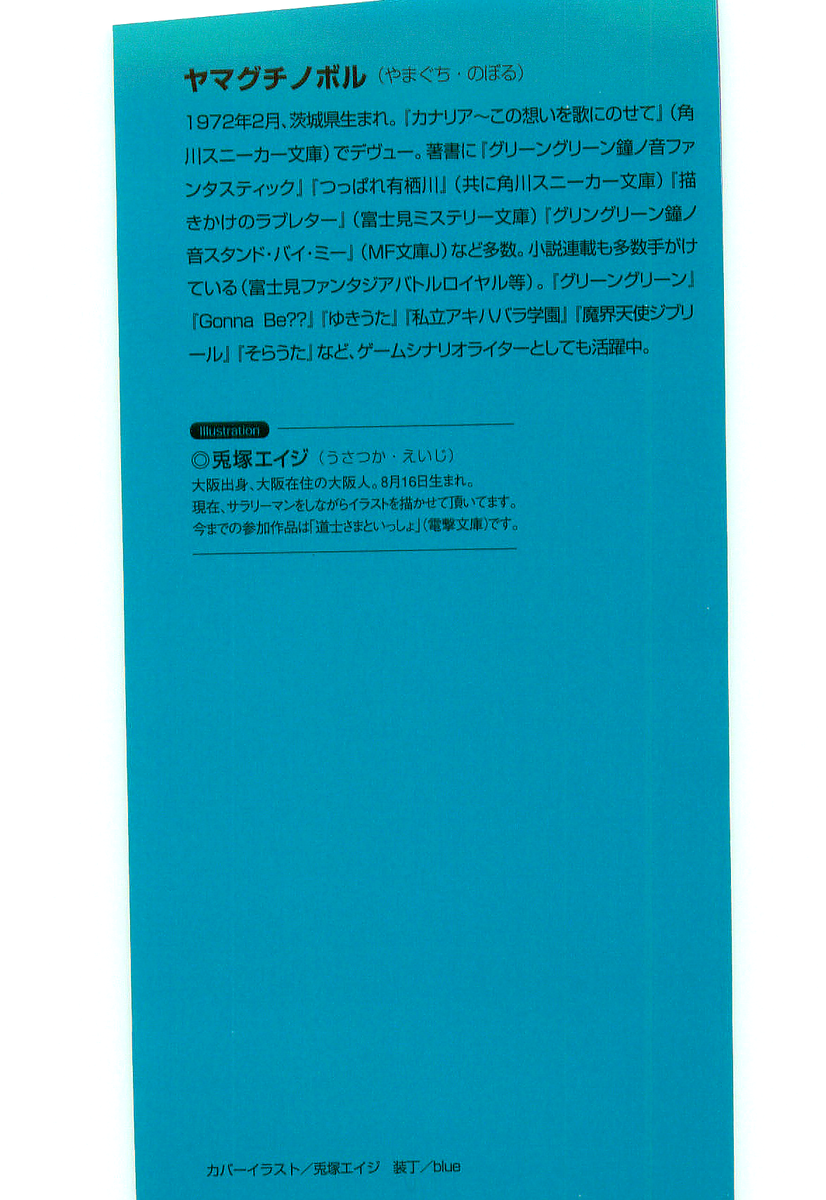 ヤマグチノボル（やまぐち・のぼる）
1972年2月、茨城県生まれ。『カナリア〜この想いを歌にのせて』（角
川スニーカー文庫）でデヴュー。著書に『グリーングリーン鐘ノ音ファ
ンタスティック』『つっぱれ有栖川』（共に角川スニーカー文庫）『描
きかけのラブレター』（富士見ミステリー文庫）『グリングリーン鐘ノ
音スタンド・バイ・ミー』（MF文庫J）など多数。小説連載も多数手がけ
ている（富士見ファンタジアバトルロイヤル等）。『グリーングリーン』
『Gonna Be??』『ゆきうた』『私立アキハバラ学園』『魔界天使ジブリ
ール』『そらうた』など、ゲームシナリオライターとしても活躍中。
Illustration
◎兎塚エイジ（うさつか・えいじ）
大阪出身、大阪在住の大阪人。8月16日生まれ。
現在、サラリーマンをしながらイラストを描かせて頂いてます。
今までの参加作品は「道士さまといっしょ」（電撃文庫）です。
カバーイラスト／兎塚エイジ　装丁／blue